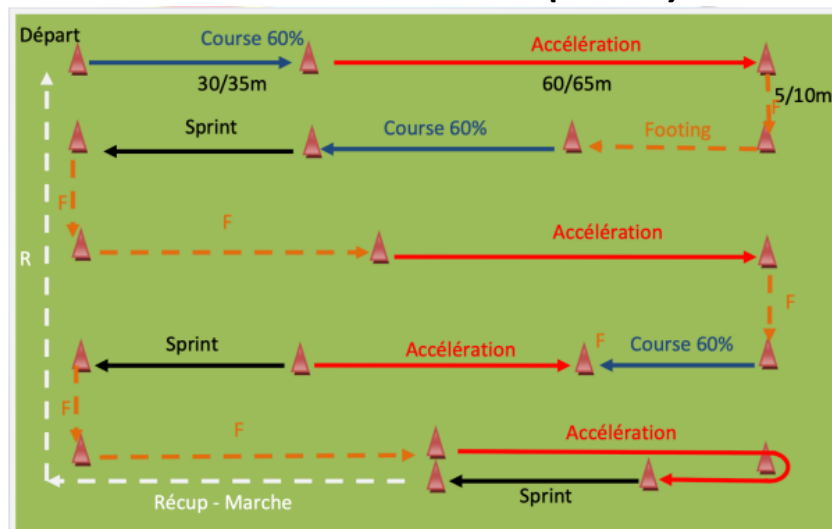 Départ
Course 60%
Accélération
30/35m
60/65m
5/10m
F
Sprint
Course 60%
Footing
F
F
Accélération
R
F
Sprint
Accélération
F
Course 60%
F
F
Accélération
Récup - Marche
Sprint